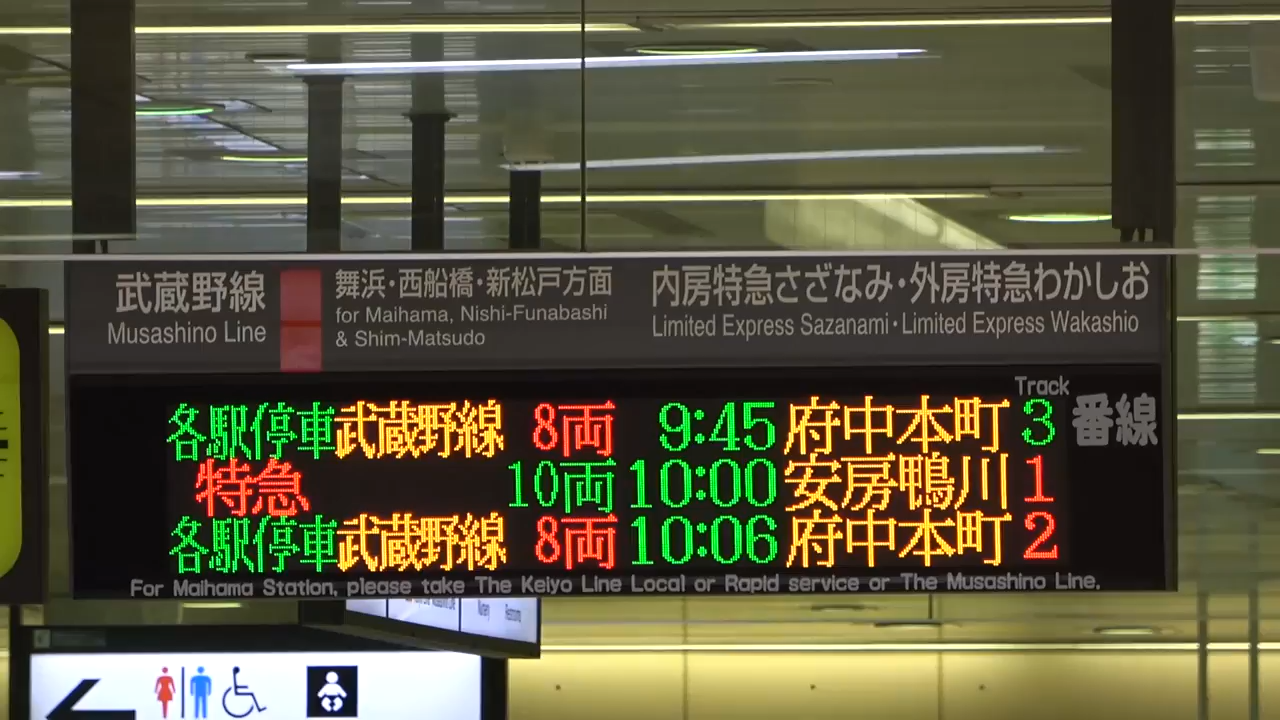 武蔵野線
Musashino Line
舞浜・西船橋・新松戸方面
for Maihama, Nishi-Funabashi
& Shim-Matsudo
内房特急さざなみ・外房特急わかしお
Limited Express Sazanami・Limited Express Wakashio
Track
番線
各駅停車 武蔵野線 8両 9:45 府中本町 3
特急 10両 10:00 安房鴨川 1
各駅停車 武蔵野線 8両 10:06 府中本町 2
For Maihama Station, please take The Keiyo Line Local or Rapid service or The Musashino Line.